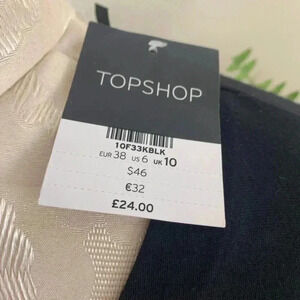 TOPSHOP
10F33KBLK
EUR 38 US 6 UK 10
$46
€32
£24.00